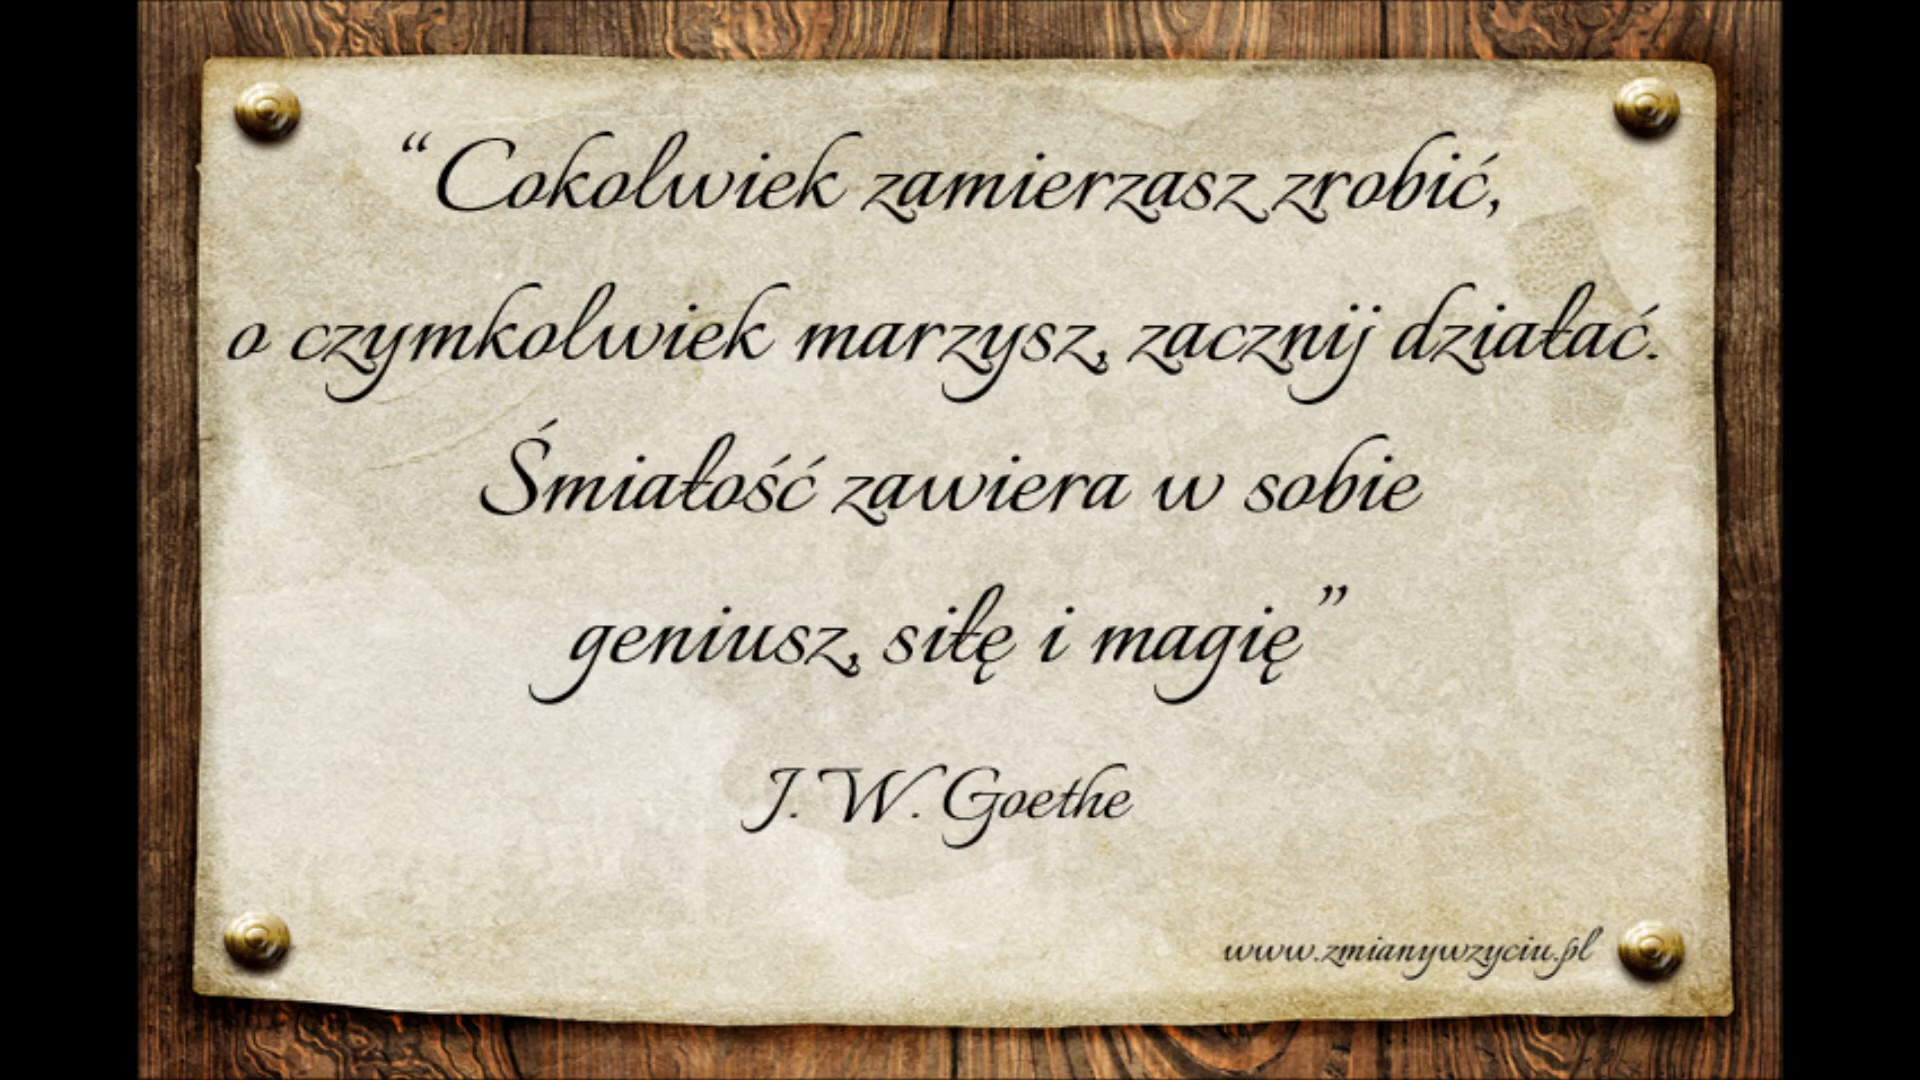 “Cokolwiek zamierzasz zrobić,
o czymkolwiek marzysz, zacznij działać.
Śmiałość zawiera w sobie
geniusz, siłę i magię”
J. W. Goethe
www.zmianywzyciu.pl